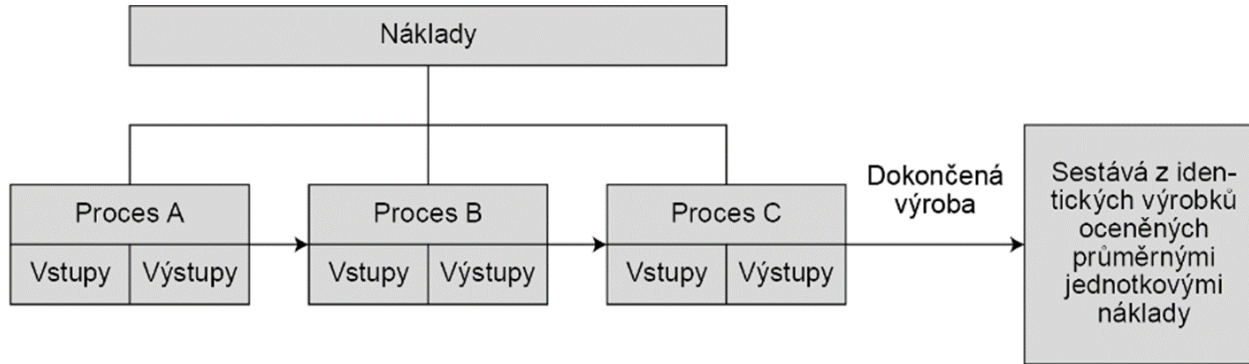 Náklady
Proces A
Vstupy
Výstupy
Proces B
Vstupy
Výstupy
Proces C
Vstupy
Výstupy
Dokončená
výroba
Sestává z iden-
tických výrobků
oceněných
průměrnými
jednotkovými
náklady